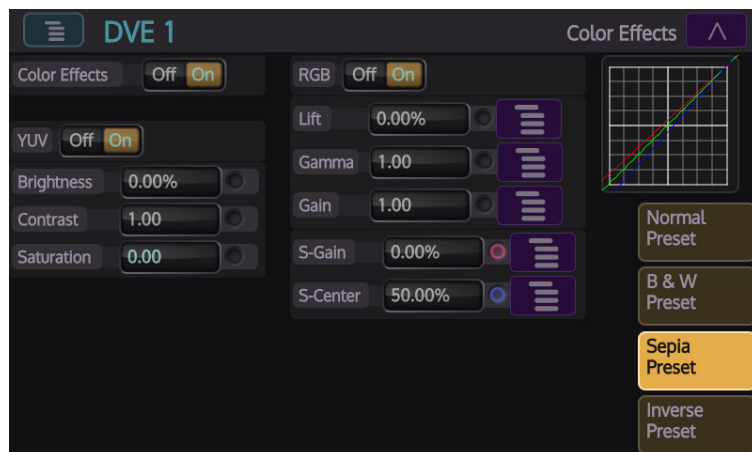 DVE 1
Color Effects
Color Effects Off On
YUV Off On
Brightness 0.00%
Contrast 1.00
Saturation 0.00
RGB Off On
Lift 0.00%
Gamma 1.00
Gain 1.00
S-Gain 0.00%
S-Center 50.00%
Normal
Preset
B & W
Preset
Sepia
Preset
Inverse
Preset